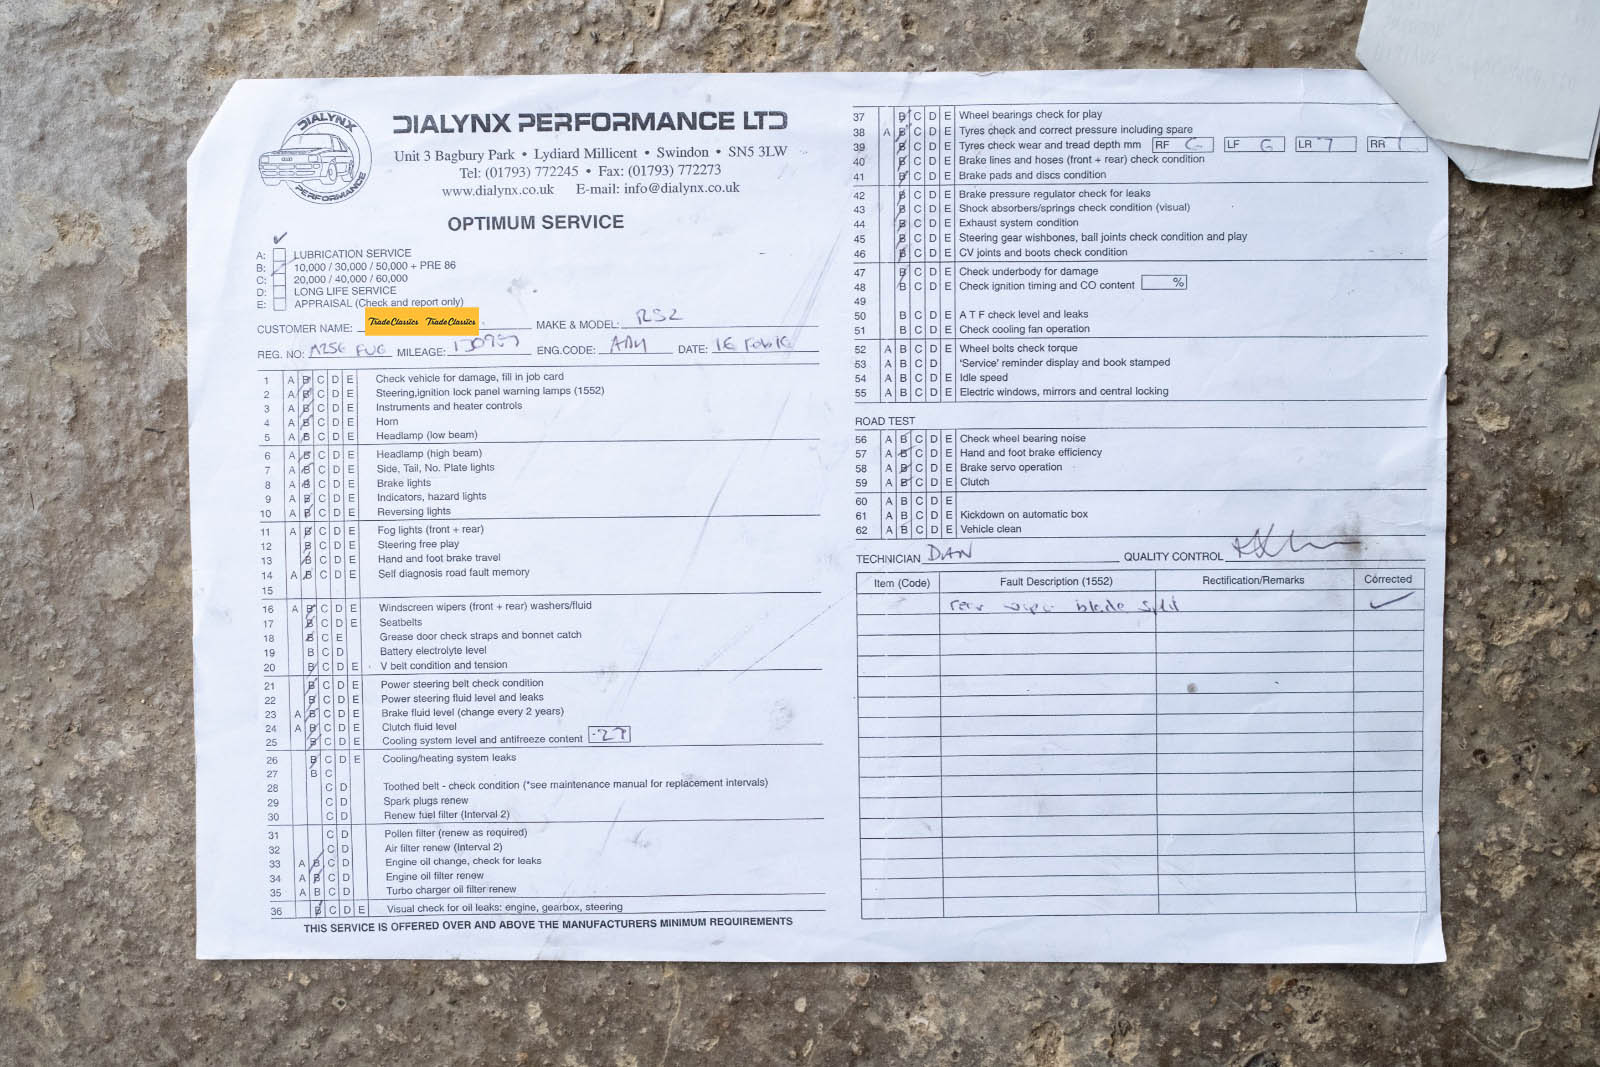 DIALYNX
PERFORMANCE
DIALYNX PERFORMANCE LTD
Unit 3 Bagbury Park • Lydiard Millicent • Swindon • SN5 3LW
Tel: (01793) 772245 • Fax: (01793) 772273
www.dialynx.co.uk E-mail: info@dialynx.co.uk
OPTIMUM SERVICE
A: LUBRICATION SERVICE
B: 10,000 / 30,000 / 50,000 + PRE 86
C: 20,000 / 40,000 / 60,000
D: LONG LIFE SERVICE
E: APPRAISAL (Check and report only)
CUSTOMER NAME: TradeClassics TradeClassics MAKE & MODEL: RS2
REG. NO: MILEAGE: ENG.CODE: ADU DATE: 16 Feb 16
1 A B C D E Check vehicle for damage, fill in job card
2 A B C D E Steering,ignition lock panel warning lamps (1552)
3 A B C D E Instruments and heater controls
4 A B C D E Horn
5 A B C D E Headlamp (low beam)
6 A B C D E Headlamp (high beam)
7 A B C D E Side, Tail, No. Plate lights
8 A B C D E Brake lights
9 A B C D E Indicators, hazard lights
10 A B C D E Reversing lights
11 A B C D E Fog lights (front + rear)
12 B C D E Steering free play
13 B C D E Hand and foot brake travel
14 A B C D E Self diagnosis road fault memory
15
16 A B C D E Windscreen wipers (front + rear) washers/fluid
17 B C D E Seatbelts
18 B C E Grease door check straps and bonnet catch
19 B C D Battery electrolyte level
20 B C D E V belt condition and tension
21 B C D E Power steering belt check condition
22 B C D E Power steering fluid level and leaks
23 A B C D E Brake fluid level (change every 2 years)
24 A B C D E Clutch fluid level
25 B C D E Cooling system level and antifreeze content -27
26 B C D E Cooling/heating system leaks
27 B C
28 C D Toothed belt - check condition (*see maintenance manual for replacement intervals)
29 C D Spark plugs renew
30 C D Renew fuel filter (Interval 2)
31 C D Pollen filter (renew as required)
32 C D Air filter renew (Interval 2)
33 A B C D Engine oil change, check for leaks
34 A B C D Engine oil filter renew
35 A B C D Turbo charger oil filter renew
36 B C D E Visual check for oil leaks: engine, gearbox, steering
THIS SERVICE IS OFFERED OVER AND ABOVE THE MANUFACTURERS MINIMUM REQUIREMENTS
37 B C D E Wheel bearings check for play
38 A B C D E Tyres check and correct pressure including spare
39 B C D E Tyres check wear and tread depth mm RF LF LR 7 RR
40 B C D E Brake lines and hoses (front + rear) check condition
41 B C D E Brake pads and discs condition
42 B C D E Brake pressure regulator check for leaks
43 B C D E Shock absorbers/springs check condition (visual)
44 B C D E Exhaust system condition
45 B C D E Steering gear wishbones, ball joints check condition and play
46 B C D E CV joints and boots check condition
47 B C D E Check underbody for damage
48 B C D E Check ignition timing and CO content %
49
50 B C D E A T F check level and leaks
51 B C D E Check cooling fan operation
52 A B C D E Wheel bolts check torque
53 A B C D 'Service' reminder display and book stamped
54 A B C D E Idle speed
55 A B C D E Electric windows, mirrors and central locking
ROAD TEST
56 A B C D E Check wheel bearing noise
57 A B C D E Hand and foot brake efficiency
58 A B C D E Brake servo operation
59 A B C D E Clutch
60 A B C D E
61 A B C D E Kickdown on automatic box
62 A B C D E Vehicle clean
TECHNICIAN DAN QUALITY CONTROL
Item (Code) Fault Description (1552) Rectification/Remarks Corrected
rear wiper blade split